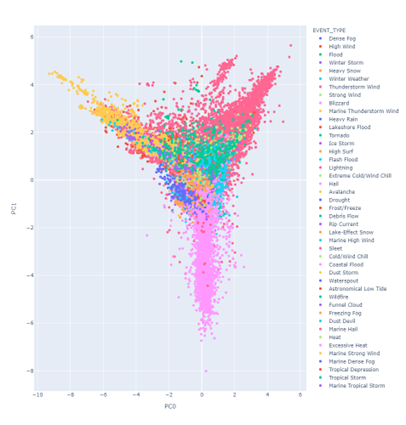 EVENT_TYPE
Dense Fog
High Wind
Flood
Winter Storm
Heavy Snow
Winter Weather
Thunderstorm Wind
Strong Wind
Blizzard
Marine Thunderstorm Wind
Heavy Rain
Lakeshore Flood
Tornado
Ice Storm
High Surf
Flash Flood
Lightning
Extreme Cold/Wind Chill
Hail
Avalanche
Drought
Frost/Freeze
Debris Flow
Rip Current
Lake-Effect Snow
Marine High Wind
Sleet
Cold/Wind Chill
Coastal Flood
Dust Storm
Waterspout
Astronomical Low Tide
Wildfire
Funnel Cloud
Freezing Fog
Dust Devil
Marine Hail
Heat
Excessive Heat
Marine Strong Wind
Marine Dense Fog
Tropical Depression
Tropical Storm
Marine Tropical Storm
6
4
2
0
−2
−4
−6
−8
PC1
−10 −8 −6 −4 −2 0 2 4 6
PC0